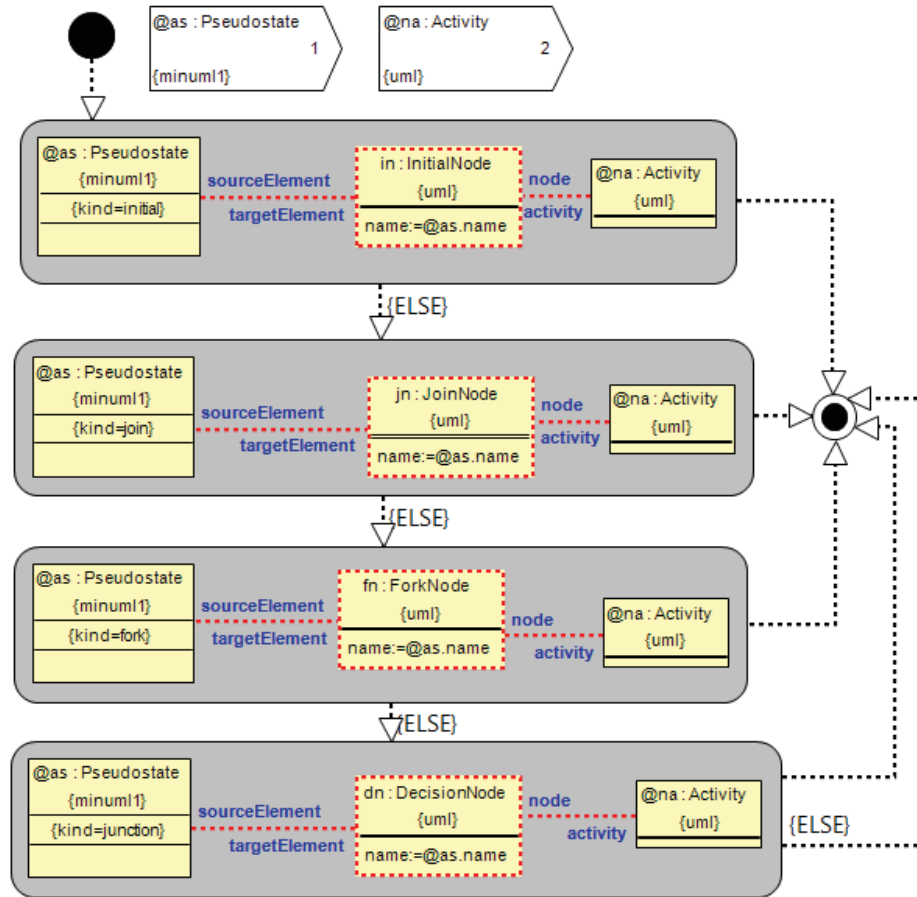 @as : Pseudostate
1
{minuml1}
@na : Activity
2
{uml}
@as : Pseudostate
{minuml1}
{kind=initial}
sourceElement
targetElement
in : InitialNode
{uml}
name:=@as.name
node
activity
@na : Activity
{uml}
{ELSE}
@as : Pseudostate
{minuml1}
{kind=join}
sourceElement
targetElement
jn : JoinNode
{uml}
name:=@as.name
node
activity
@na : Activity
{uml}
{ELSE}
@as : Pseudostate
{minuml1}
{kind=fork}
sourceElement
targetElement
fn : ForkNode
{uml}
name:=@as.name
node
activity
@na : Activity
{uml}
{ELSE}
@as : Pseudostate
{minuml1}
{kind=junction}
sourceElement
targetElement
dn : DecisionNode
{uml}
name:=@as.name
node
activity
@na : Activity
{uml}
{ELSE}